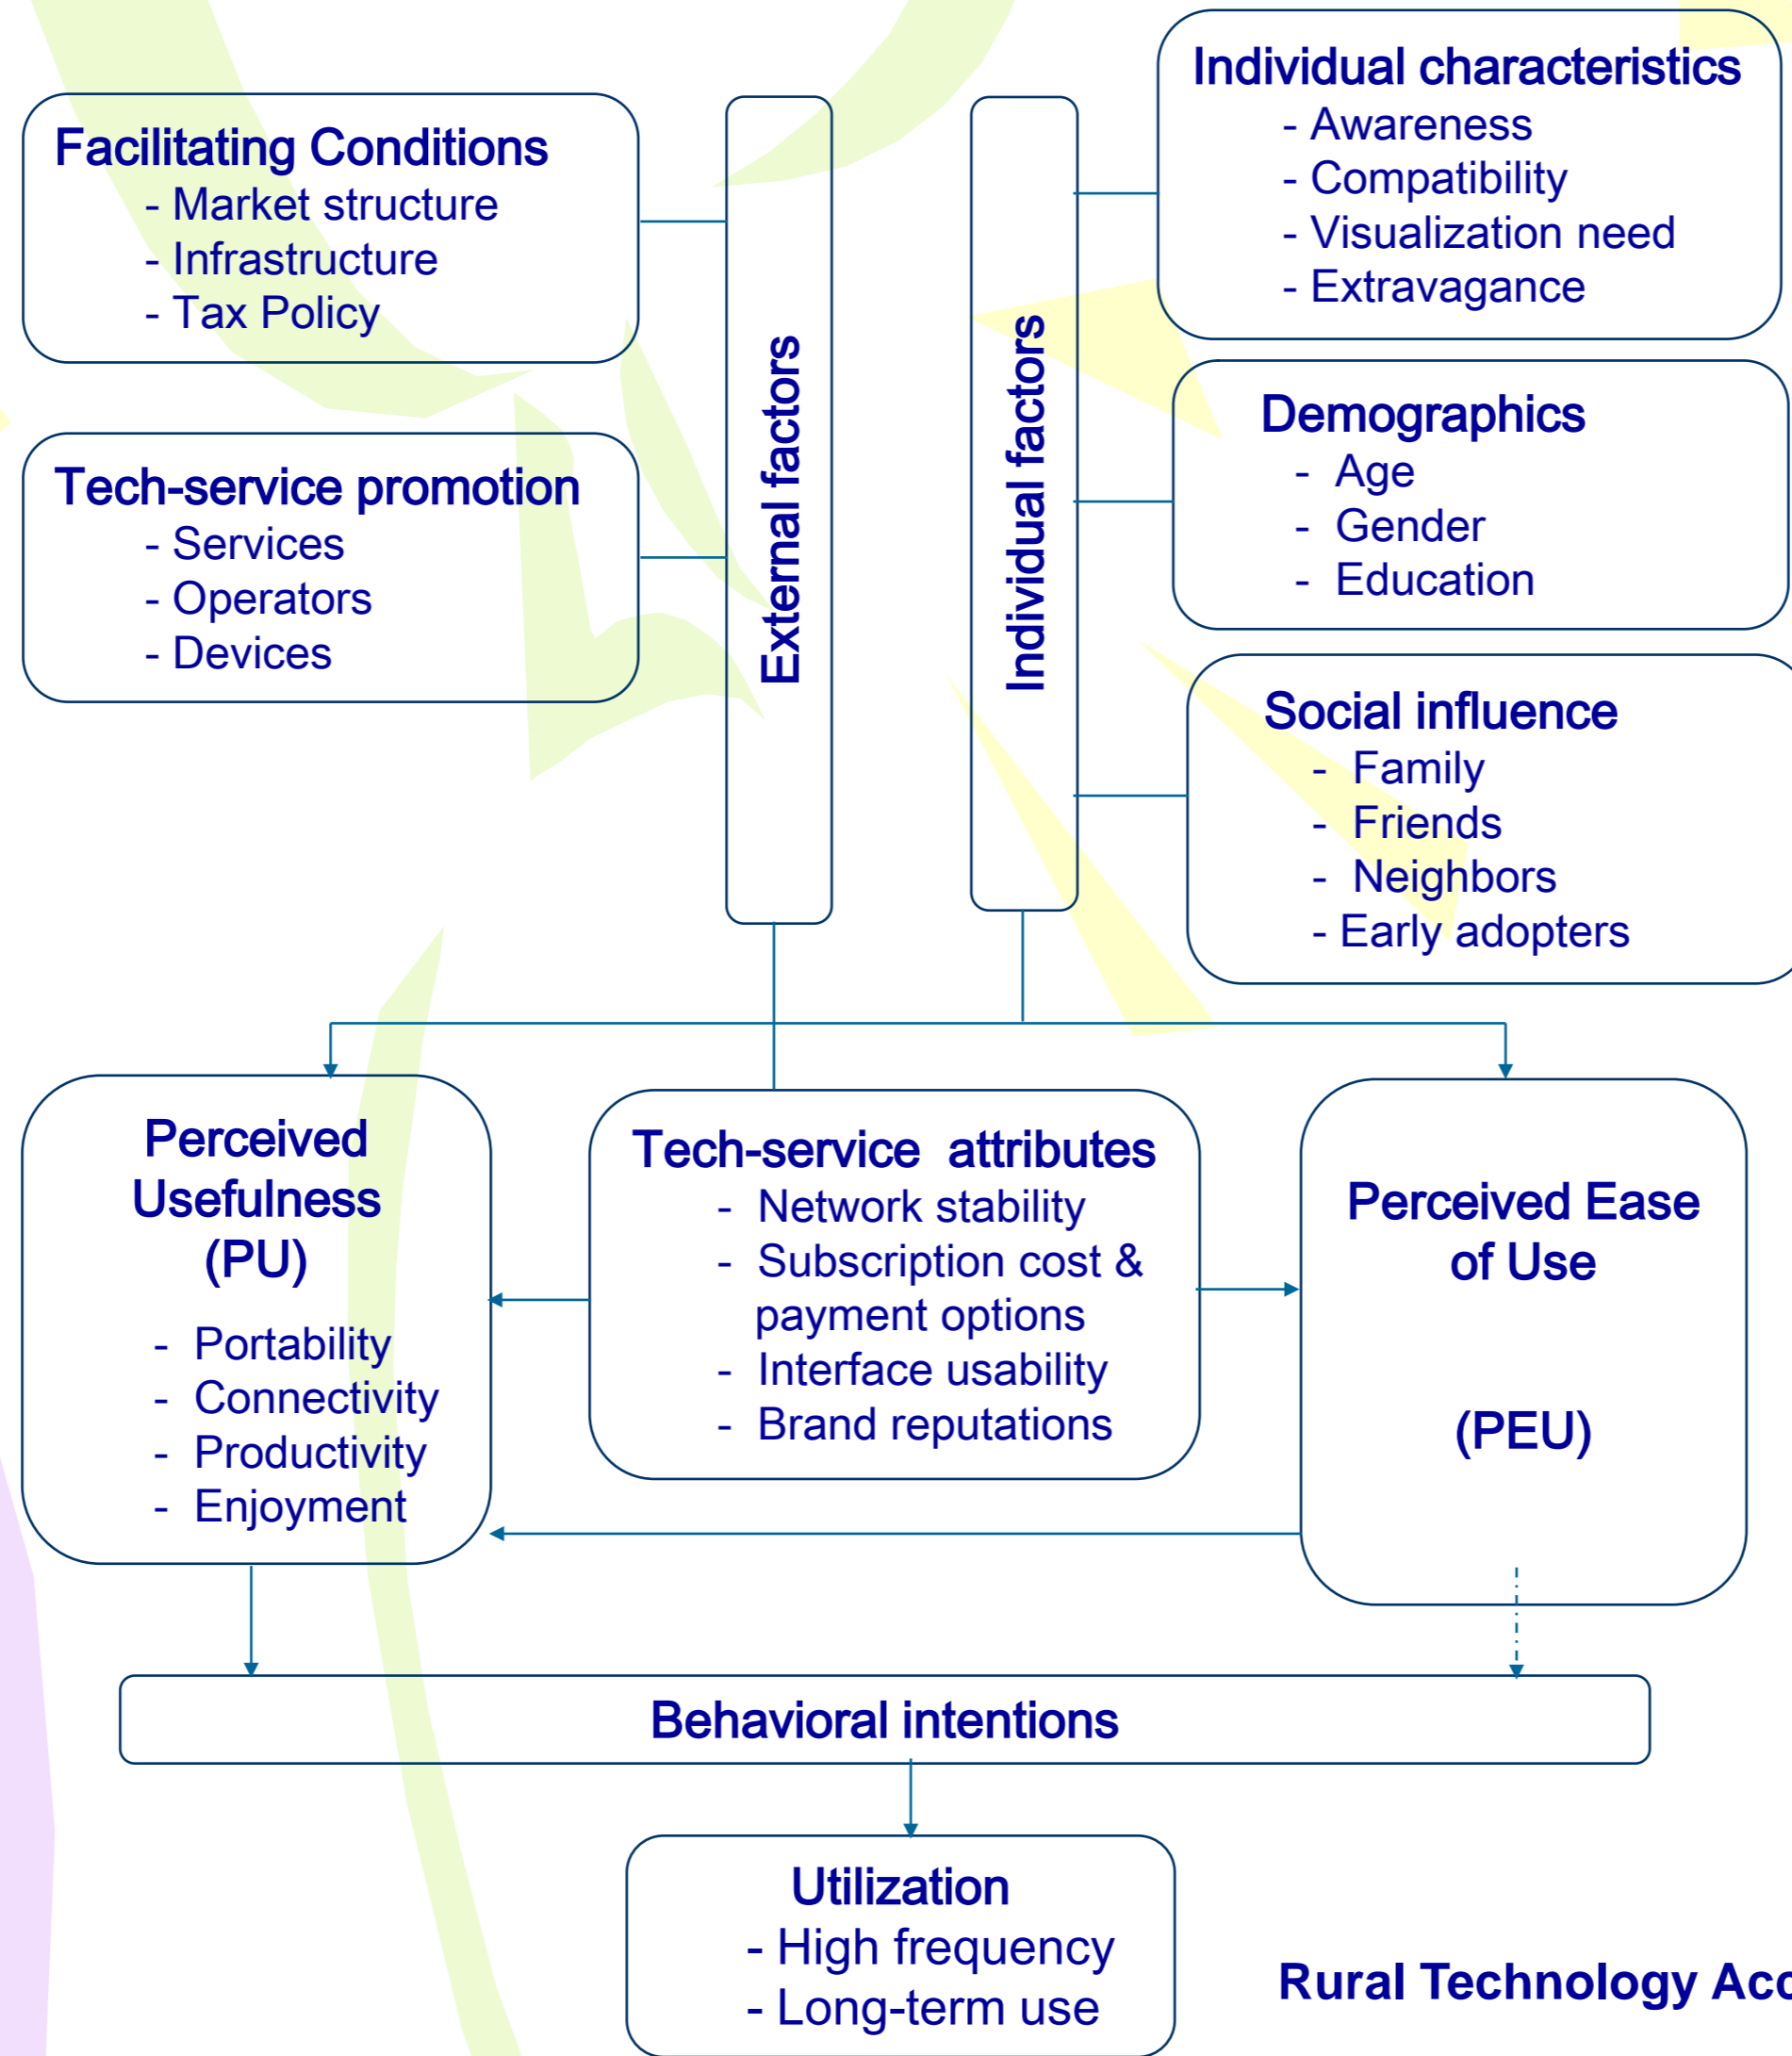 Facilitating Conditions
- Market structure
- Infrastructure
- Tax Policy
Tech-service promotion
- Services
- Operators
- Devices
External factors
Individual factors
Individual characteristics
- Awareness
- Compatibility
- Visualization need
- Extravagance
Demographics
- Age
- Gender
- Education
Social influence
- Family
- Friends
- Neighbors
- Early adopters
Perceived
Usefulness
(PU)
- Portability
- Connectivity
- Productivity
- Enjoyment
Tech-service attributes
- Network stability
- Subscription cost &
payment options
- Interface usability
- Brand reputations
Perceived Ease
of Use
(PEU)
Behavioral intentions
Utilization
- High frequency
- Long-term use
Rural Technology